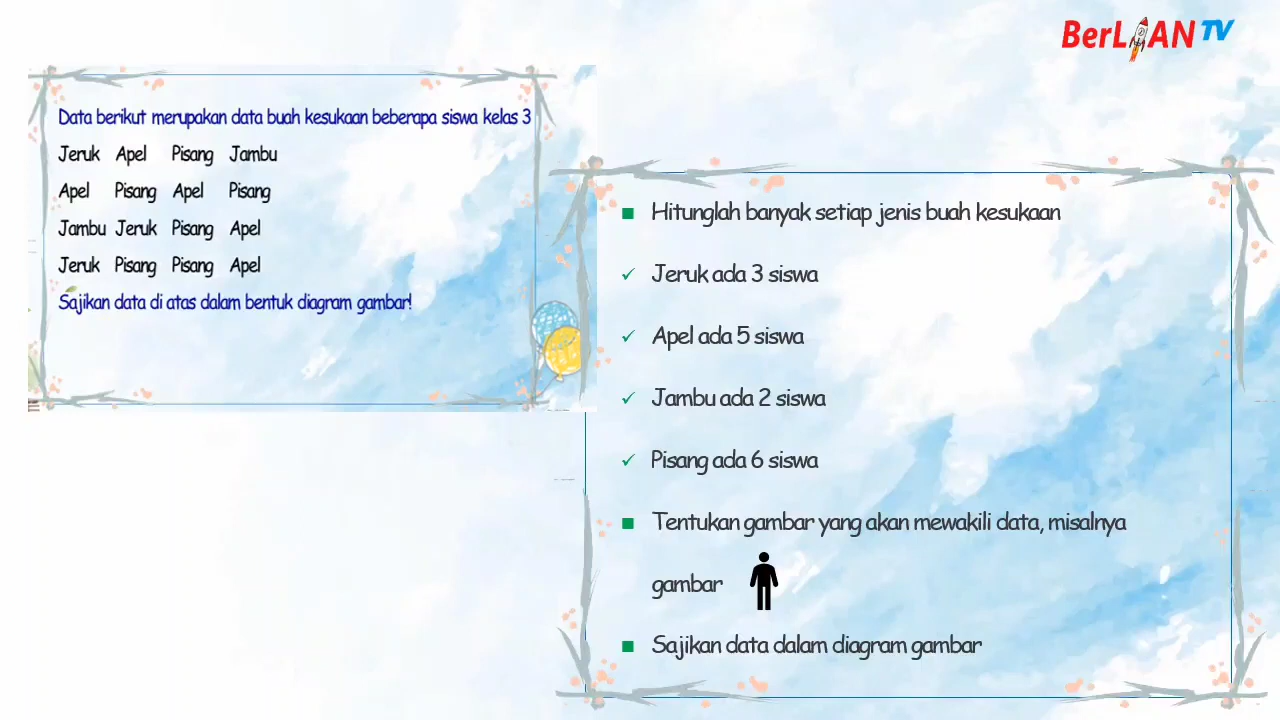 BerLIAN TV
Data berikut merupakan data buah kesukaan beberapa siswa kelas 3
Jeruk Apel Pisang Jambu
Apel Pisang Apel Pisang
Jambu Jeruk Pisang Apel
Jeruk Pisang Pisang Apel
Sajikan data di atas dalam bentuk diagram gambar!
Hitunglah banyak setiap jenis buah kesukaan
Jeruk ada 3 siswa
Apel ada 5 siswa
Jambu ada 2 siswa
Pisang ada 6 siswa
Tentukan gambar yang akan mewakili data, misalnya
gambar
Sajikan data dalam diagram gambar